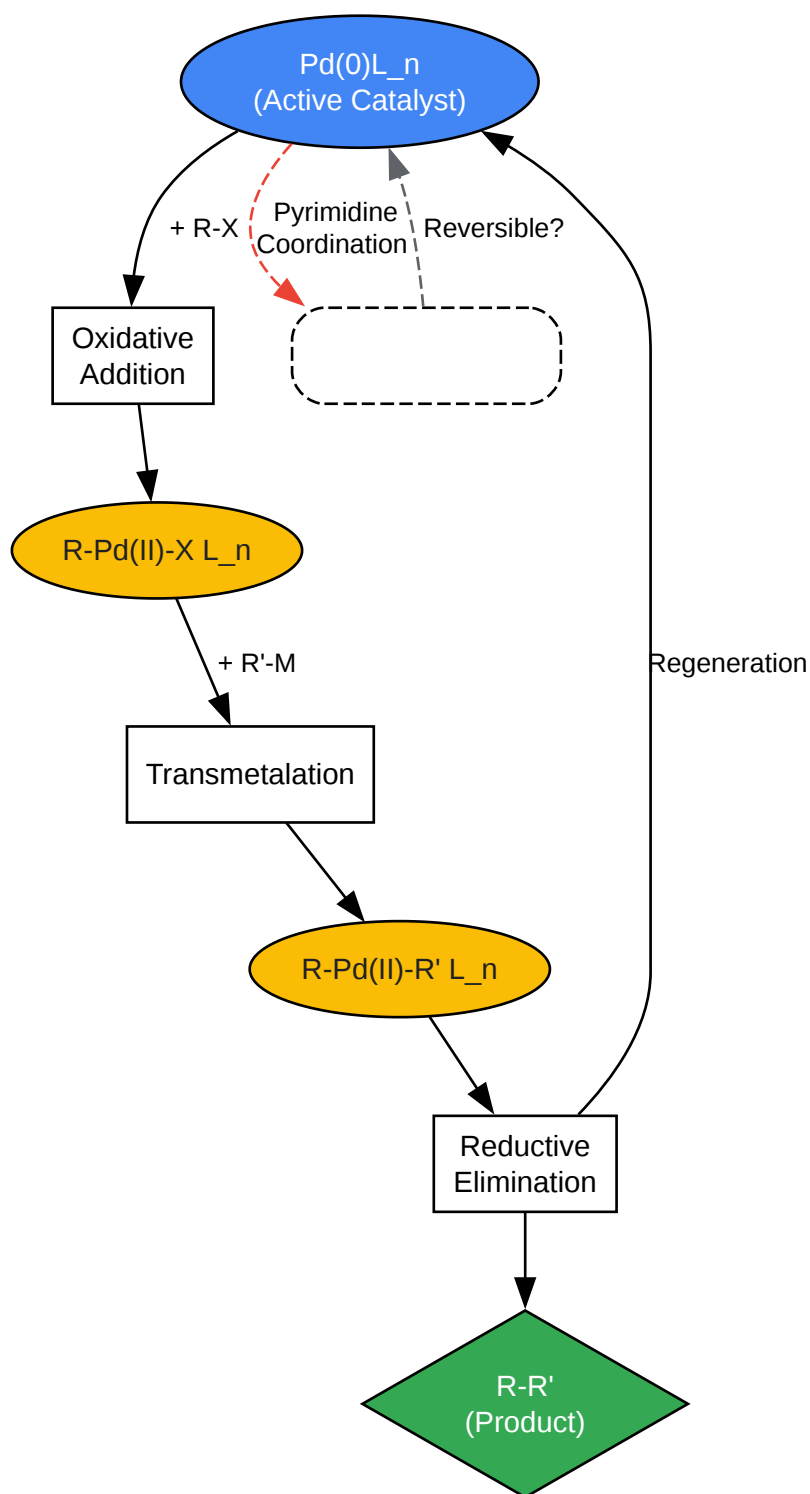 Pd(0)L_n
(Active Catalyst)
+ R-X
Pyrimidine
Coordination
Reversible?
Oxidative
Addition
R-Pd(II)-X L_n
+ R'-M
Regeneration
Transmetalation
R-Pd(II)-R' L_n
Reductive
Elimination
R-R'
(Product)